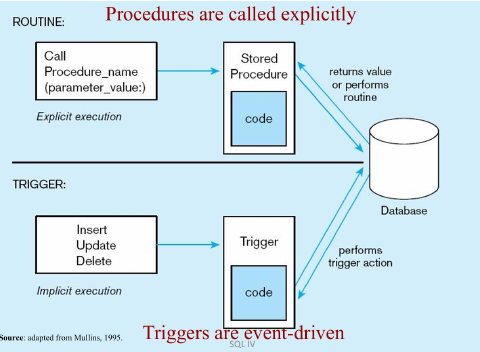 Procedures are called explicitly
ROUTINE:
Call
Procedure_name
(parameter_value:)
Explicit execution
Stored
Procedure
code
returns value
or performs
routine
Database
TRIGGER:
Insert
Update
Delete
Implicit execution
Trigger
code
performs
trigger action
Source: adapted from Mullins, 1995.
Triggers are event-driven
SQL IV